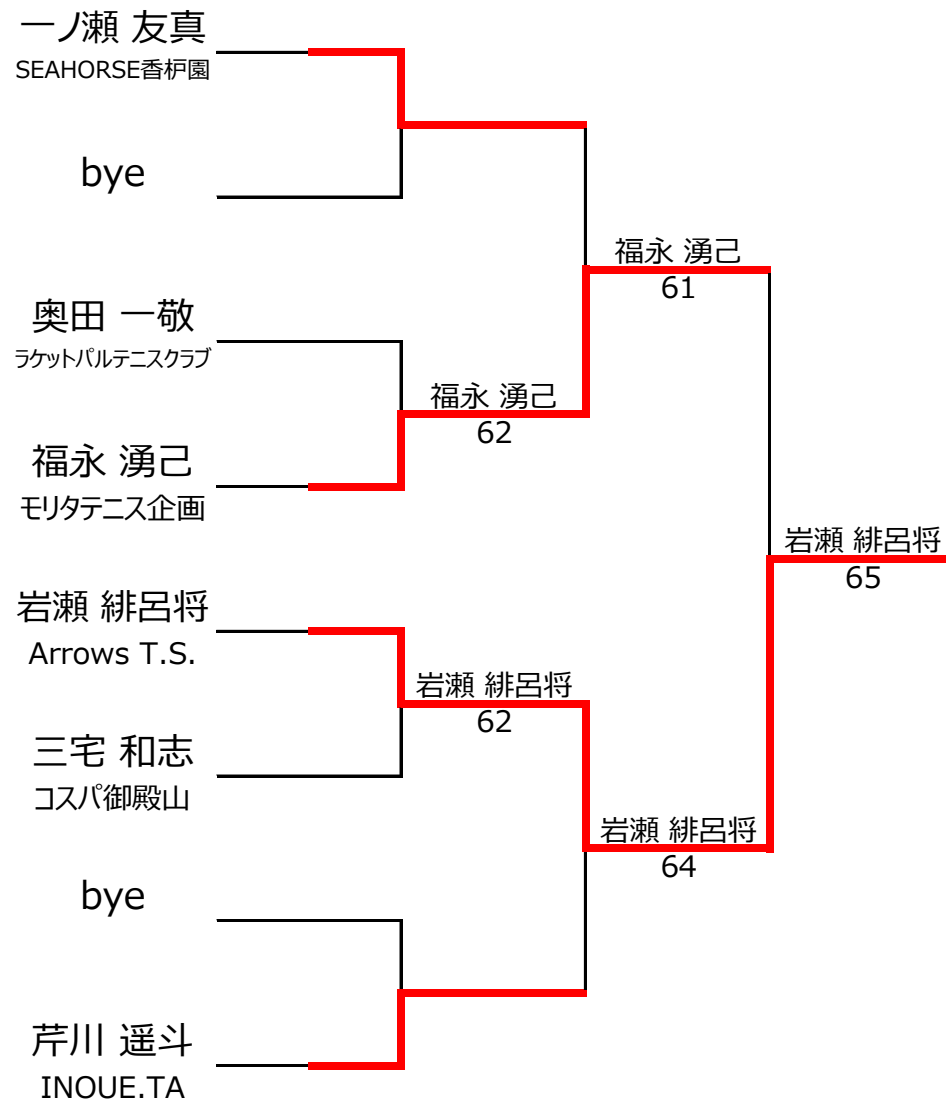 一ノ瀬 友真
SEAHORSE香枦園
bye
奥田 一敬
ラケットパルテニスクラブ
福永 湧己
モリタテニス企画
岩瀬 緋呂将
Arrows T.S.
三宅 和志
コスパ御殿山
bye
芹川 遥斗
INOUE.TA
福永 湧己
62
岩瀬 緋呂将
62
福永 湧己
61
岩瀬 緋呂将
64
岩瀬 緋呂将
65